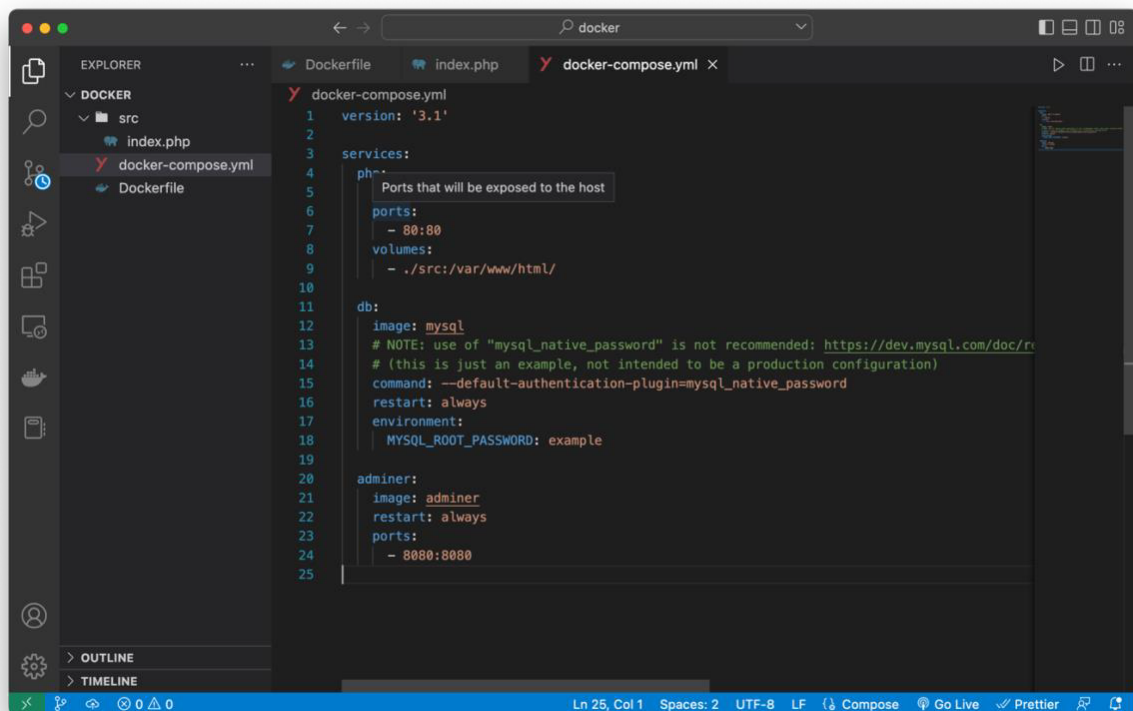 docker
EXPLORER
DOCKER
src
index.php
docker-compose.yml
Dockerfile
OUTLINE
TIMELINE
Dockerfile
index.php
docker-compose.yml
docker-compose.yml
1 version: '3.1'
2
3 services:
4 php:
5
Ports that will be exposed to the host
6 ports:
7 - 80:80
8 volumes:
9 - ./src:/var/www/html/
10
11 db:
12 image: mysql
13 # NOTE: use of "mysql_native_password" is not recommended: https://dev.mysql.com/doc/re
14 # (this is just an example, not intended to be a production configuration)
15 command: --default-authentication-plugin=mysql_native_password
16 restart: always
17 environment:
18 MYSQL_ROOT_PASSWORD: example
19
20 adminer:
21 image: adminer
22 restart: always
23 ports:
24 - 8080:8080
25
0 0
Ln 25, Col 1 Spaces: 2 UTF-8 LF Compose Go Live Prettier